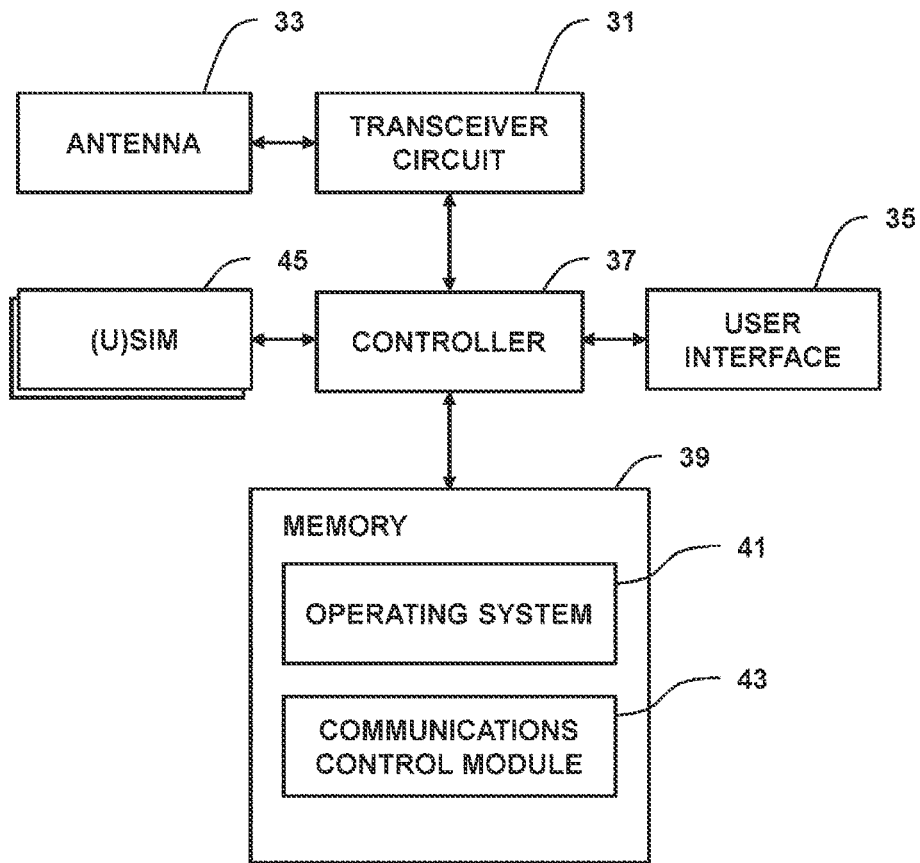 33
31
ANTENNA
TRANSCEIVER
CIRCUIT
45
37
35
(U)SIM
CONTROLLER
USER
INTERFACE
39
MEMORY
41
OPERATING SYSTEM
43
COMMUNICATIONS
CONTROL MODULE